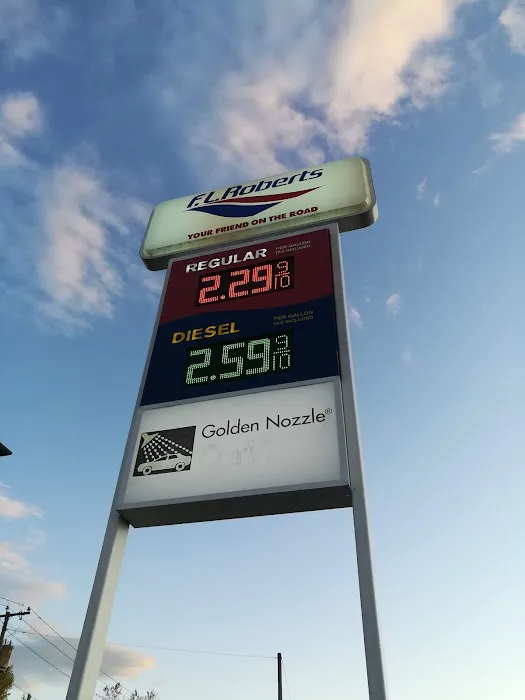 F.L.Roberts
YOUR FRIEND ON THE ROAD
REGULAR PER GALLON
TAX INCLUDED
2.29 9/10
DIESEL PER GALLON
TAX INCLUDED
2.59 9/10
Golden Nozzle®